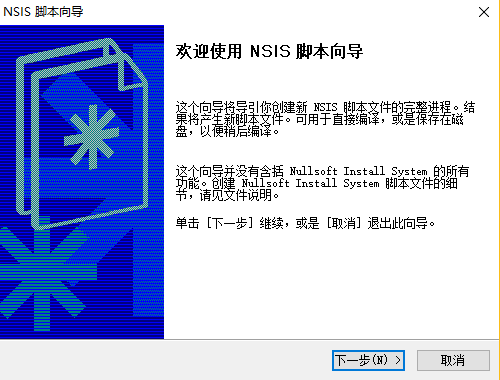 NSIS 脚本向导
欢迎使用 NSIS 脚本向导
这个向导将导引你创建新 NSIS 脚本文件的完整进程。结
果将产生新脚本文件。可用于直接编译，或是保存在磁
盘，以便稍后编译。
这个向导并没有含括 Nullsoft Install System 的所有
功能。创建 Nullsoft Install System 脚本文件的细
节，请见文件说明。
单击 [下一步] 继续，或是 [取消] 退出此向导。
下一步(N) >
取消